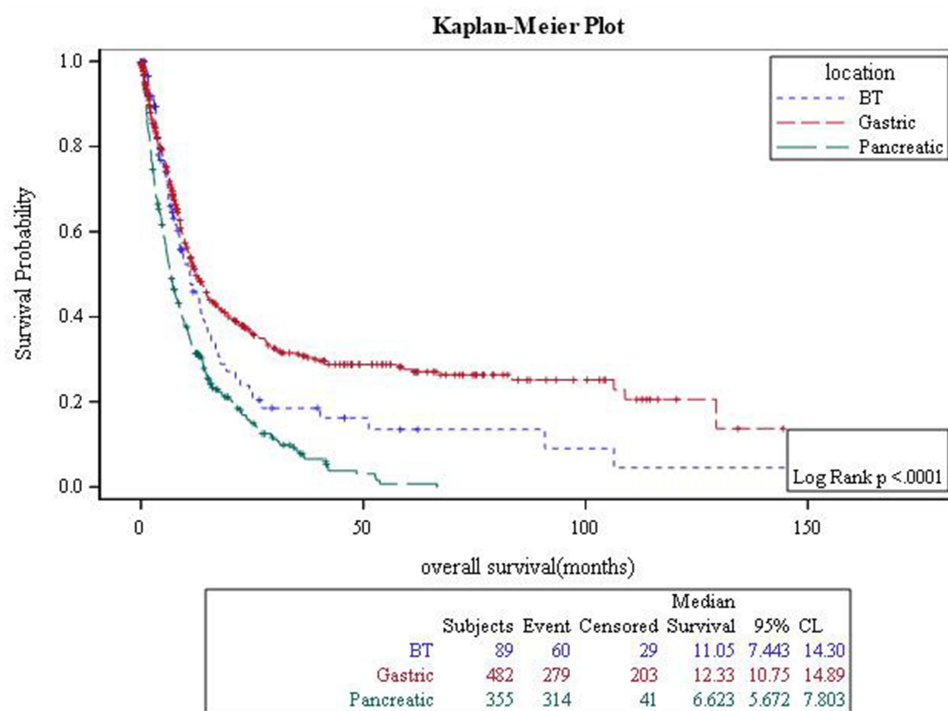 Kaplan-Meier Plot
location
BT
Gastric
Pancreatic
1.0
0.8
0.6
0.4
0.2
0.0
Survival Probability
Log Rank p <.0001
0 50 100 150
overall survival(months)
Median
Subjects Event Censored Survival 95% CL
BT 89 60 29 11.05 7.443 14.30
Gastric 482 279 203 12.33 10.75 14.89
Pancreatic 355 314 41 6.623 5.672 7.803